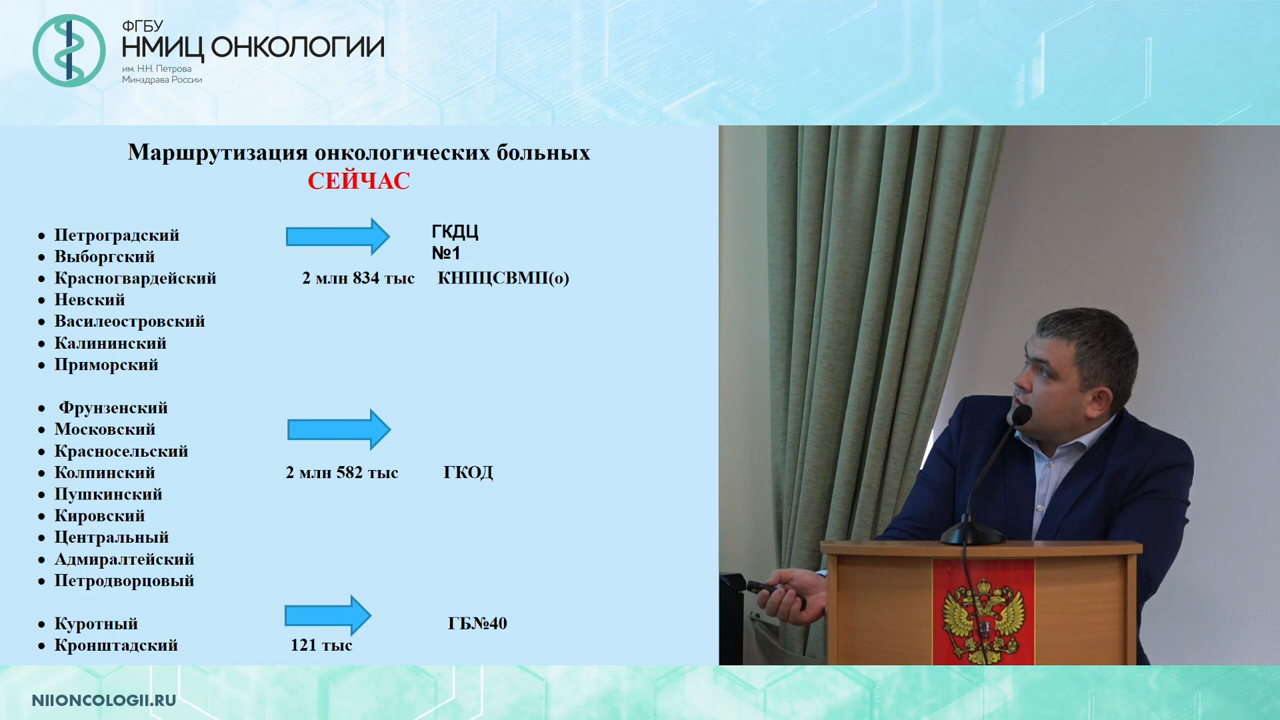 ФГБУ
НМИЦ ОНКОЛОГИИ
им. Н.Н. Петрова
Минздрава России
Маршрутизация онкологических больных
СЕЙЧАС
• Петроградский
• Выборгский
• Красногвардейский
• Невский
• Василеостровский
• Калининский
• Приморский
ГКДЦ
№1
2 млн 834 тыс КНПЦСВМП(о)
• Фрунзенский
• Московский
• Красносельский
• Колпинский
• Пушкинский
• Кировский
• Центральный
• Адмиралтейский
• Петродворцовый
2 млн 582 тыс ГКОД
• Куротный
• Кронштадский
ГБ№40
121 тыс
NIIONCOLOGII.RU